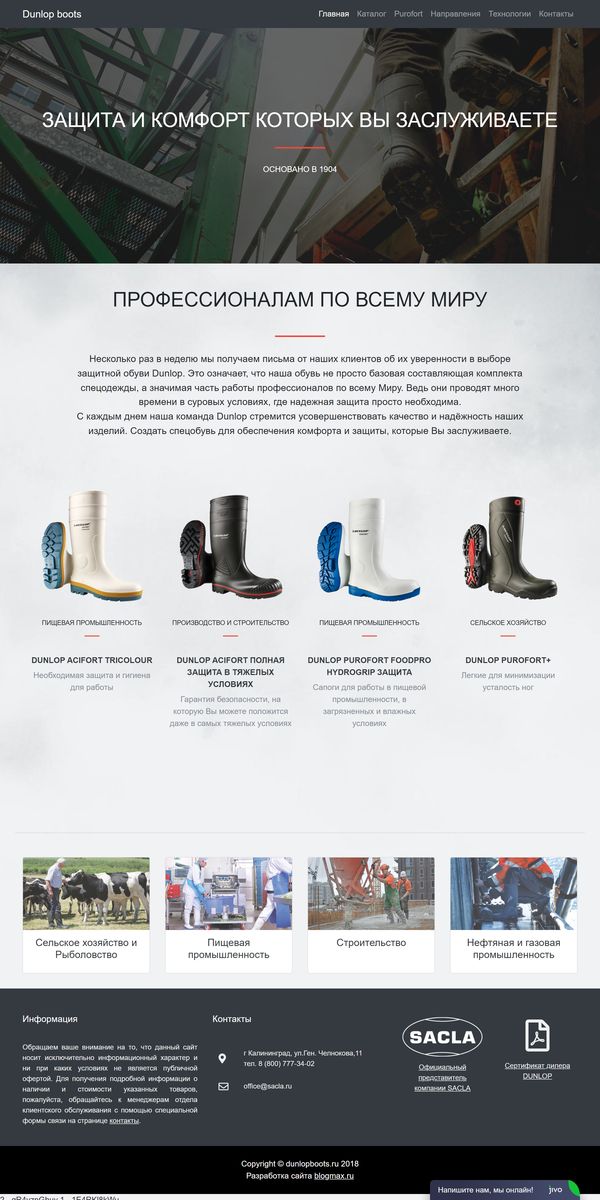 Dunlop boots
Главная Каталог Purofort Направления Технологии Контакты
ЗАЩИТА И КОМФОРТ КОТОРЫХ ВЫ ЗАСЛУЖИВАЕТЕ
ОСНОВАНО В 1904
ПРОФЕССИОНАЛАМ ПО ВСЕМУ МИРУ
Несколько раз в неделю мы получаем письма от наших клиентов об их уверенности в выборе
защитной обуви Dunlop. Это означает, что наша обувь не просто базовая составляющая комплекта
спецодежды, а значимая часть работы профессионалов по всему Миру. Ведь они проводят много
времени в суровых условиях, где надежная защита просто необходима.
С каждым днем наша команда Dunlop стремится усовершенствовать качество и надёжность наших
изделий. Создать спецобувь для обеспечения комфорта и защиты, которые Вы заслуживаете.
ПИЩЕВАЯ ПРОМЫШЛЕННОСТЬ
DUNLOP ACIFORT TRICOLOUR
Необходимая защита и гигиена
для работы
ПРОИЗВОДСТВО И СТРОИТЕЛЬСТВО
DUNLOP ACIFORT ПОЛНАЯ
ЗАЩИТА В ТЯЖЕЛЫХ
УСЛОВИЯХ
Гарантия безопасности, на
которую Вы можете положится
даже в самых тяжелых условиях
ПИЩЕВАЯ ПРОМЫШЛЕННОСТЬ
DUNLOP PUROFORT FOODPRO
HYDROGRIP ЗАЩИТА
Сапоги для работы в пищевой
промышленности, в
загрязненных и влажных
условиях
СЕЛЬСКОЕ ХОЗЯЙСТВО
DUNLOP PUROFORT+
Легкие для минимизации
усталость ног
Сельское хозяйство и
Рыболовство
Пищевая
промышленность
Строительство
Нефтяная и газовая
промышленность
Информация
Обращаем ваше внимание на то, что данный сайт
носит исключительно информационный характер и
ни при каких условиях не является публичной
офертой. Для получения подробной информации о
наличии и стоимости указанных товаров,
пожалуйста, обращайтесь к менеджерам отдела
клиентского обслуживания с помощью специальной
формы связи на странице контакты.
Контакты
г Калининград, ул.Ген. Челнокова,11
тел. 8 (800) 777-34-02
office@sacla.ru
SACLA
Официальный
представитель
компании SACLA
Сертификат дилера
DUNLOP
Copyright © dunlopboots.ru 2018
Разработка сайта blogmax.ru
Напишите нам, мы онлайн! jivo